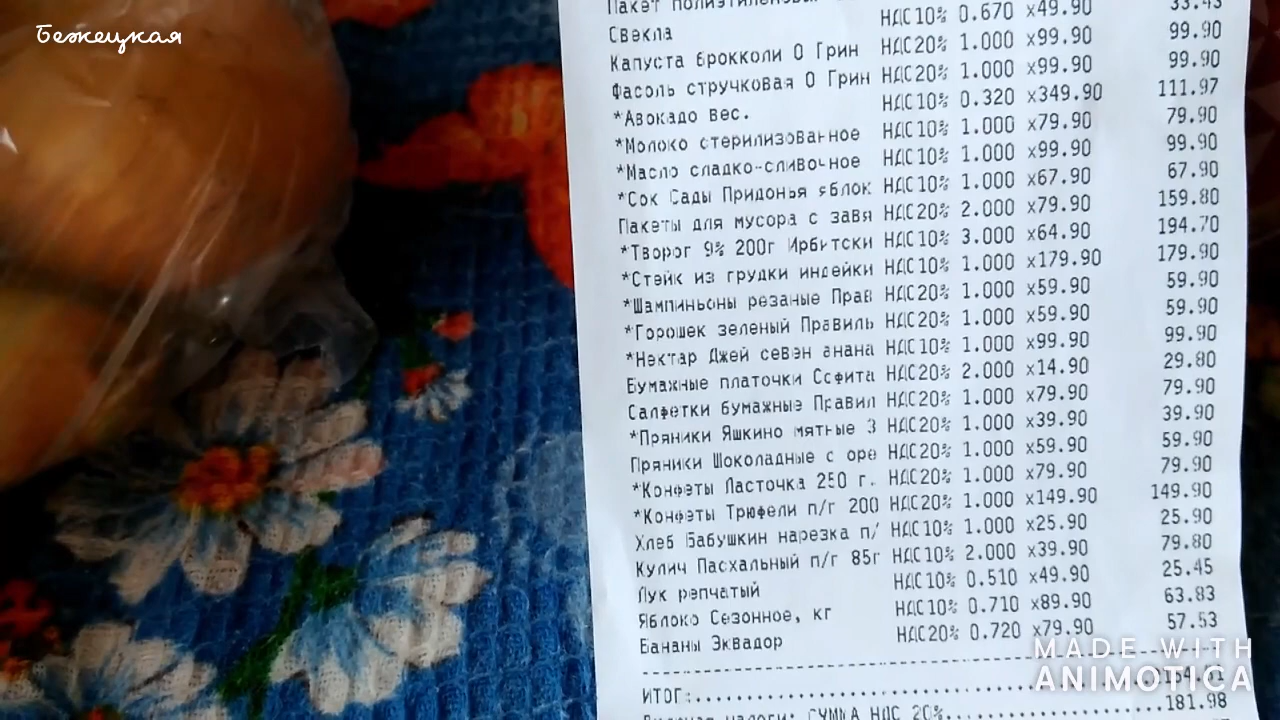 Бежецкая
Пакет
НДС10% 0.670 x49.90 33.43
Свекла
НДС20% 1.000 x99.90 99.90
Капуста брокколи О Грин
НДС20% 1.000 x99.90 99.90
Фасоль стручковая О Грин
НДС10% 0.320 x349.90 111.97
*Авокадо вес.
НДС10% 1.000 x79.90 79.90
*Молоко стерилизованное
НДС10% 1.000 x99.90 99.90
*Масло сладко-сливочное
НДС10% 1.000 x67.90 67.90
*Сок Сады Придонья яблок
НДС20% 2.000 x79.90 159.80
Пакеты для мусора с завя
НДС10% 3.000 x64.90 194.70
*Творог 9% 200г Ирбитски
НДС10% 1.000 x179.90 179.90
*Стейк из грудки индейки
НДС20% 1.000 x59.90 59.90
*Шампиньоны резаные Прав
НДС20% 1.000 x59.90 59.90
*Горошек зеленый Правиль
НДС10% 1.000 x99.90 99.90
*Нектар Джей севэн анана
НДС20% 2.000 x14.90 29.80
Бумажные платочки Софита
НДС20% 1.000 x79.90 79.90
Салфетки бумажные Правил
НДС20% 1.000 x39.90 39.90
*Пряники Яшкино мятные 3
НДС20% 1.000 x59.90 59.90
Пряники Шоколадные с оре
НДС20% 1.000 x79.90 79.90
*Конфеты Ласточка 250 г.
НДС20% 1.000 x149.90 149.90
*Конфеты Трюфели п/г 200
НДС10% 1.000 x25.90 25.90
Хлеб Бабушкин нарезка п/
НДС10% 2.000 x39.90 79.80
Кулич Пасхальный п/г 85г
НДС10% 0.510 x49.90 25.45
Лук репчатый
НДС10% 0.710 x89.90 63.83
Яблоко Сезонное, кг
НДС20% 0.720 x79.90 57.53
Бананы Эквадор
ИТОГ:
СУММА НДС 20% 181.98
MADE WITH
ANIMOTICA